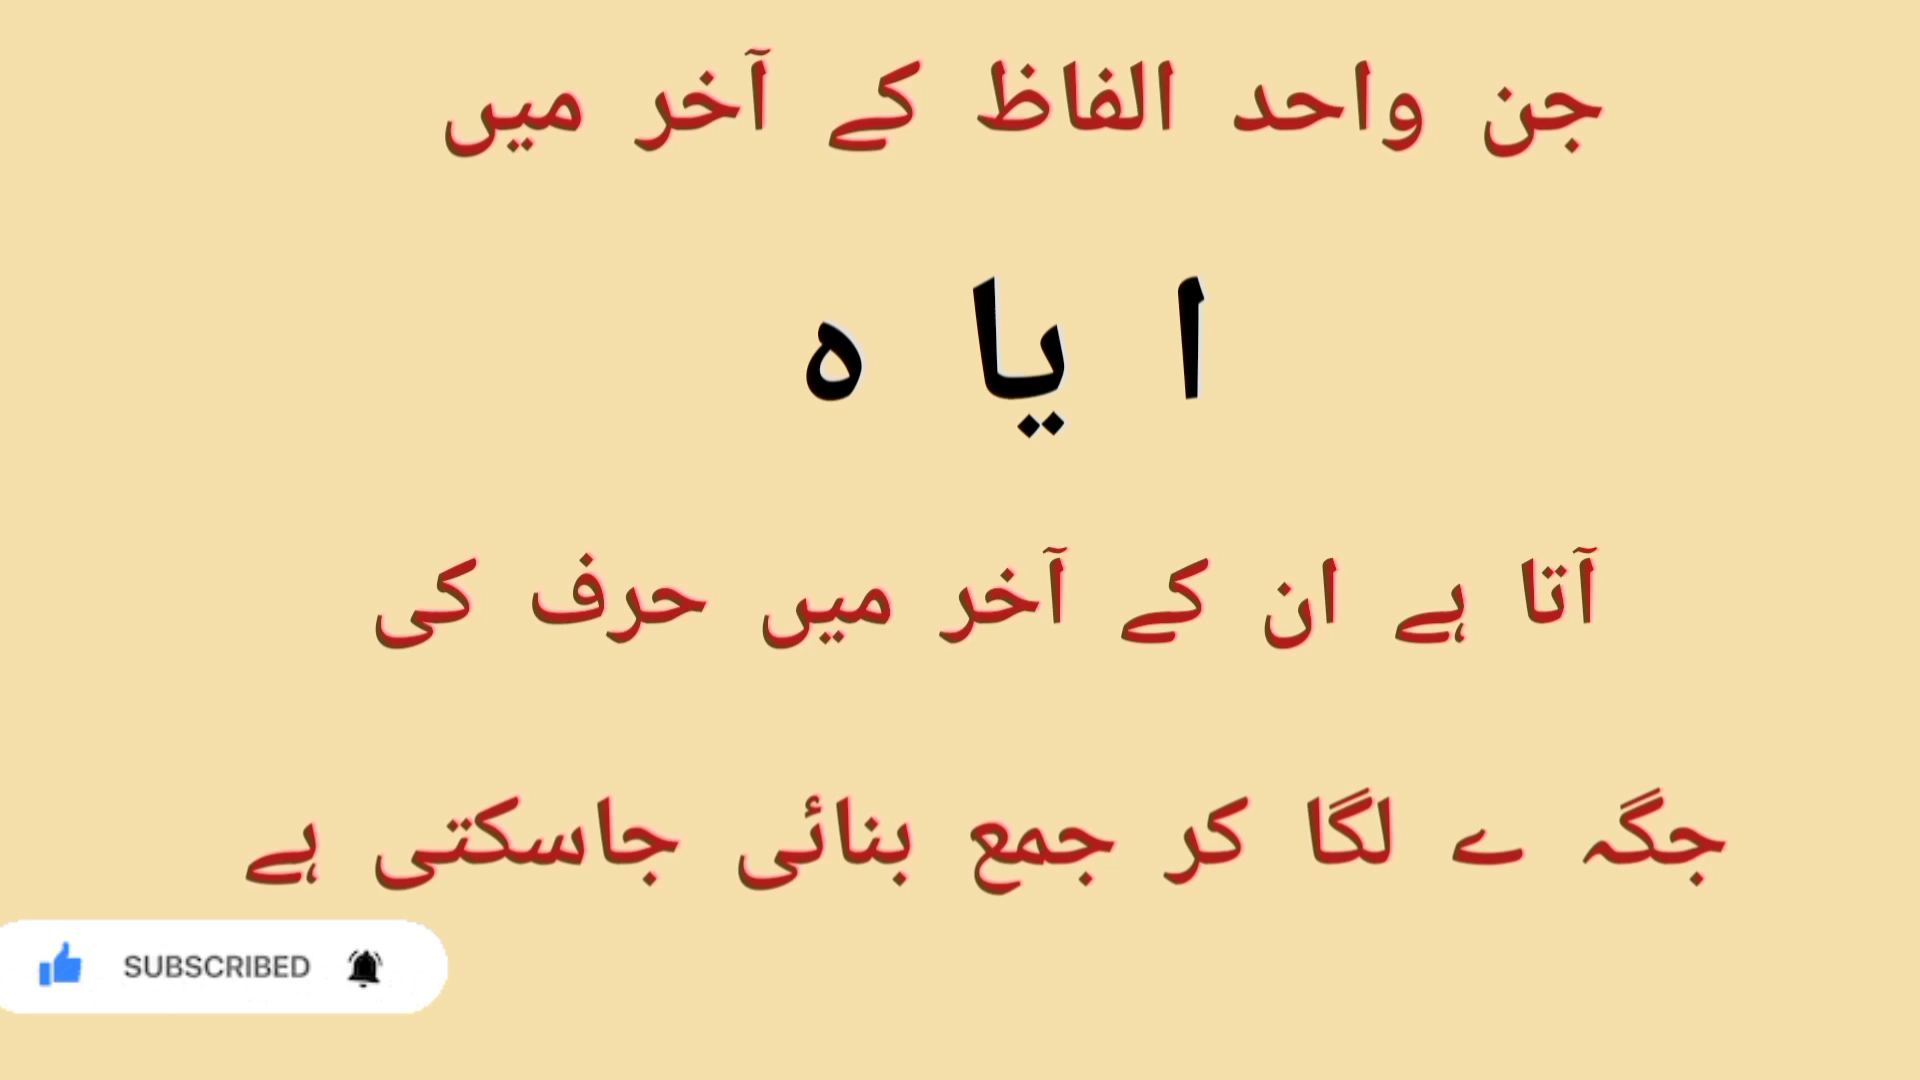 جن واحد الفاظ کے آخر میں
ا یا ہ
آتا ہے ان کے آخر میں حرف کی
جگہ ے لگا کر جمع بنائی جاسکتی ہے
SUBSCRIBED